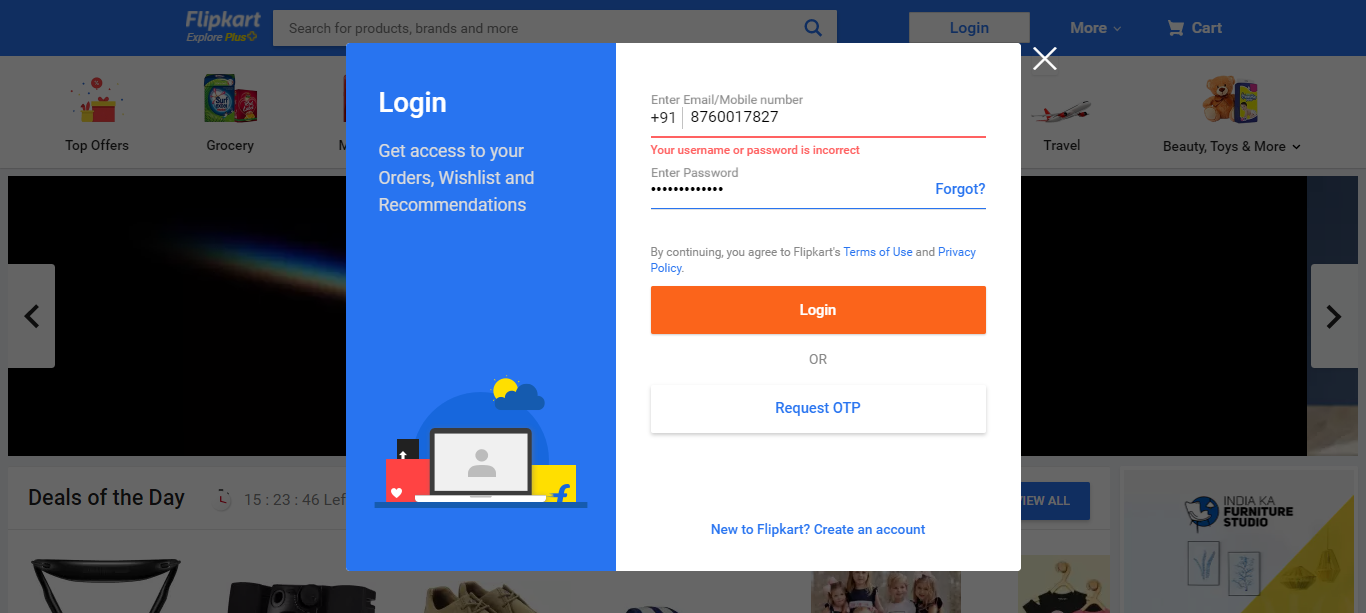 Flipkart
Explore Plus
Search for products, brands and more
Login
More
Cart
Top Offers
Grocery
M
Travel
Beauty, Toys & More
Login
Get access to your
Orders, Wishlist and
Recommendations
Enter Email/Mobile number
+91 8760017827
Your username or password is incorrect
Enter Password
•••••••••••••
Forgot?
By continuing, you agree to Flipkart's Terms of Use and Privacy
Policy.
Login
OR
Request OTP
New to Flipkart? Create an account
Deals of the Day
15 : 23 : 46 Lef
IEW ALL
INDIA KA
FURNITURE
STUDIO